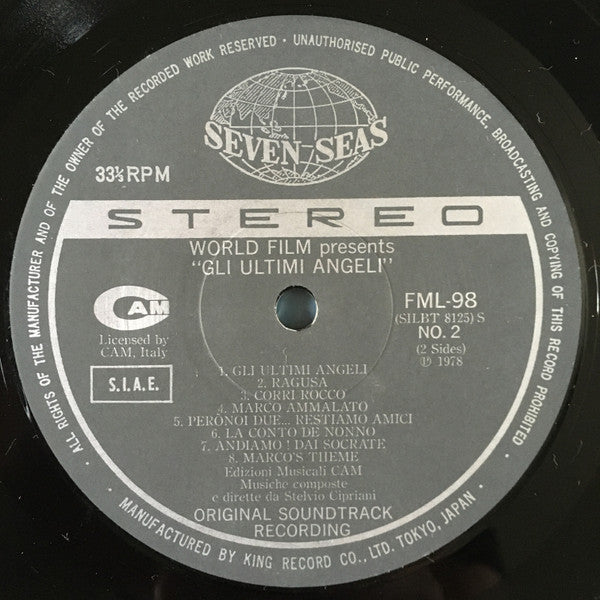 · ALL RIGHTS OF THE MANUFACTURER AND OF THE OWNER OF THE RECORDED WORK RESERVED · UNAUTHORISED PUBLIC PERFORMANCE, BROADCASTING AND COPYING OF THIS RECORD PROHIBITED ·
SEVEN SEAS
33⅓ RPM
STEREO
WORLD FILM presents
"GLI ULTIMI ANGELI"
CAM
Licensed by
CAM, Italy
S.I.A.E.
FML-98
(SILBT 8125) S
NO. 2
(2 Sides)
Ⓟ 1978
1. GLI ULTIMI ANGELI
2. RAGUSA
3. CORRI ROCCO
4. MARCO AMMALATO
5. PERÒNOI DUE... RESTIAMO AMICI
6. LA CONTO DE NONNO
7. ANDIAMO ! DAI SOCRATE
8. MARCO'S THEME
Edizioni Musicali CAM
Musiche composte
e dirette da Stelvio Cipriani
ORIGINAL SOUNDTRACK
RECORDING
MANUFACTURED BY KING RECORD CO., LTD. TOKYO, JAPAN ·